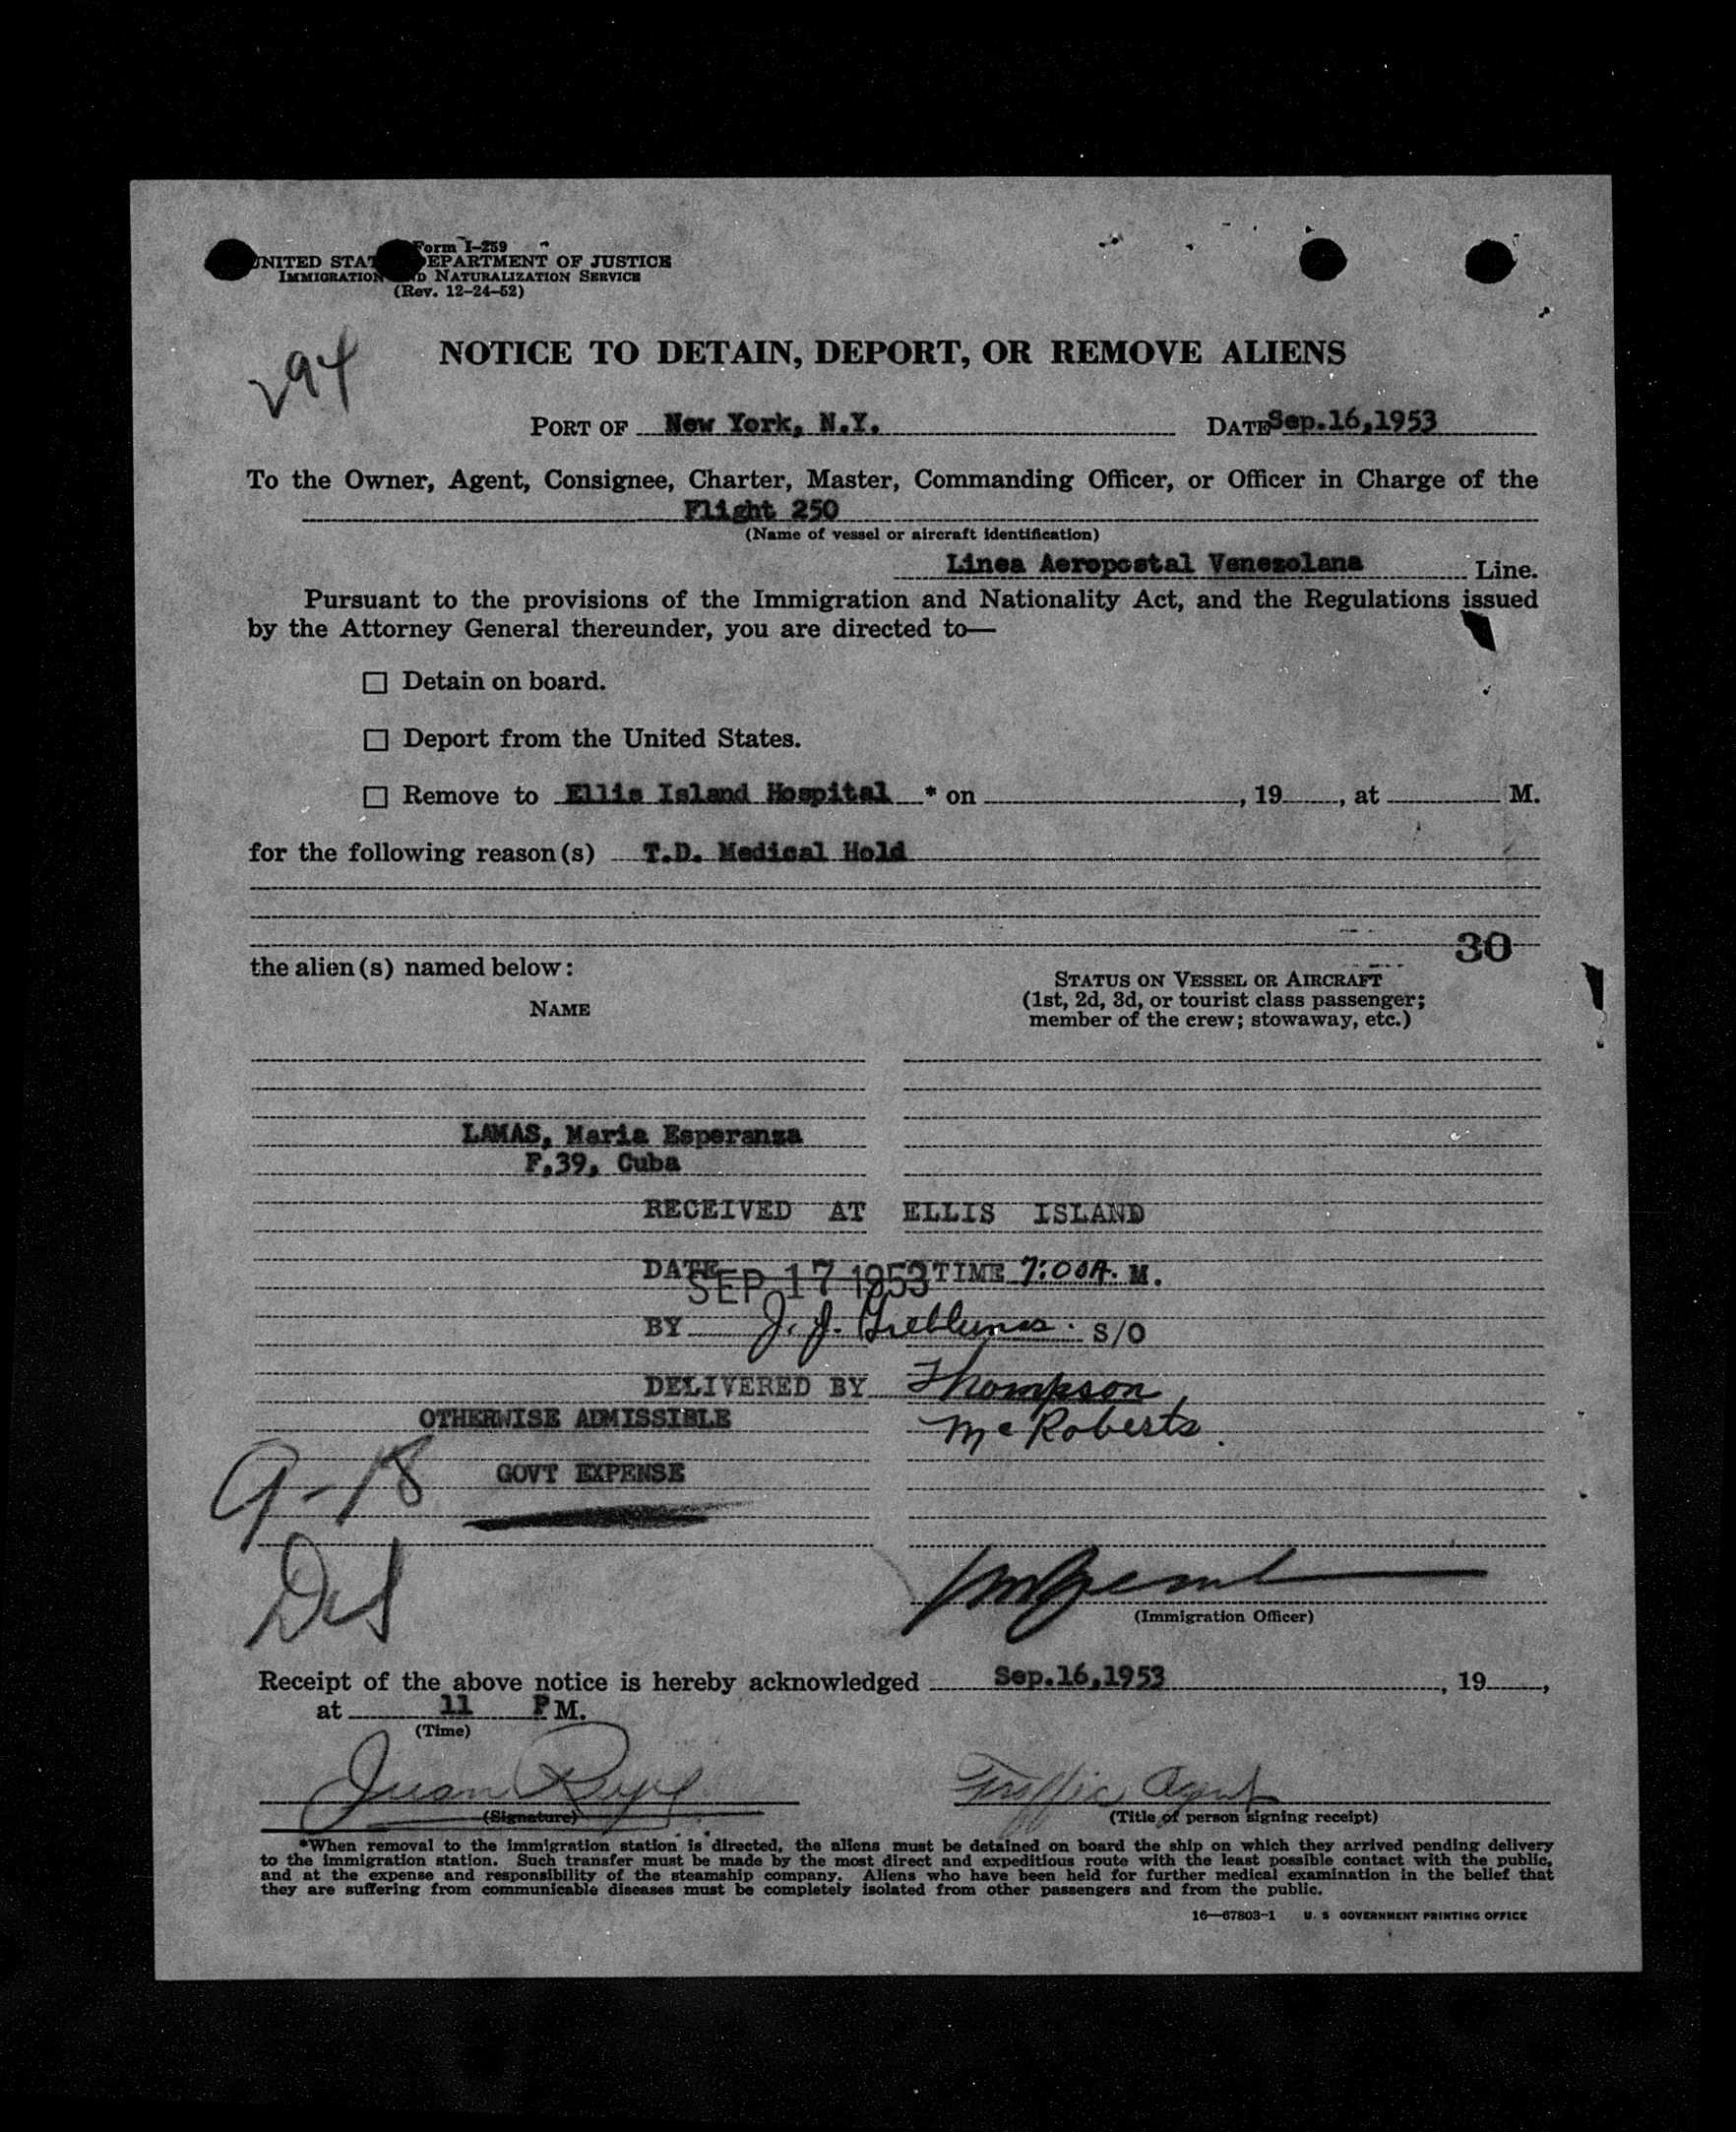 Form I-259
UNITED STA EPARTMENT OF JUSTICE
IMMIGRATION D NATURALIZATION SERVICE
(Rev. 12-24-52)
294
NOTICE TO DETAIN, DEPORT, OR REMOVE ALIENS
PORT OF New York, N.Y. DATE Sep.16,1953
To the Owner, Agent, Consignee, Charter, Master, Commanding Officer, or Officer in Charge of the
Flight 250
(Name of vessel or aircraft identification)
Linea Aeropostal Venezolana Line.
Pursuant to the provisions of the Immigration and Nationality Act, and the Regulations issued
by the Attorney General thereunder, you are directed to—
☐ Detain on board.
☐ Deport from the United States.
☐ Remove to Ellis Island Hospital * on , 19 , at M.
for the following reason(s) T.D. Medical Hold
30
the alien(s) named below:
NAME
STATUS ON VESSEL OR AIRCRAFT
(1st, 2d, 3d, or tourist class passenger;
member of the crew; stowaway, etc.)
LAMAS, Maria Esperanza
F,39, Cuba
RECEIVED AT ELLIS ISLAND
DATE SEP 17 1953 TIME 7:00 A. M.
BY J. J. S/O
DELIVERED BY Thompson
McRoberts.
OTHERWISE ADMISSIBLE
9-18
GOVT EXPENSE
(Immigration Officer)
Receipt of the above notice is hereby acknowledged Sep.16,1953 , 19 ,
at 11 P M.
(Time)
Juan
Traffic Agent
(Signature)
(Title of person signing receipt)
*When removal to the immigration station is directed, the aliens must be detained on board the ship on which they arrived pending delivery
to the immigration station. Such transfer must be made by the most direct and expeditious route with the least possible contact with the public,
and at the expense and responsibility of the steamship company. Aliens who have been held for further medical examination in the belief that
they are suffering from communicable diseases must be completely isolated from other passengers and from the public.
16—67803-1 U. S GOVERNMENT PRINTING OFFICE